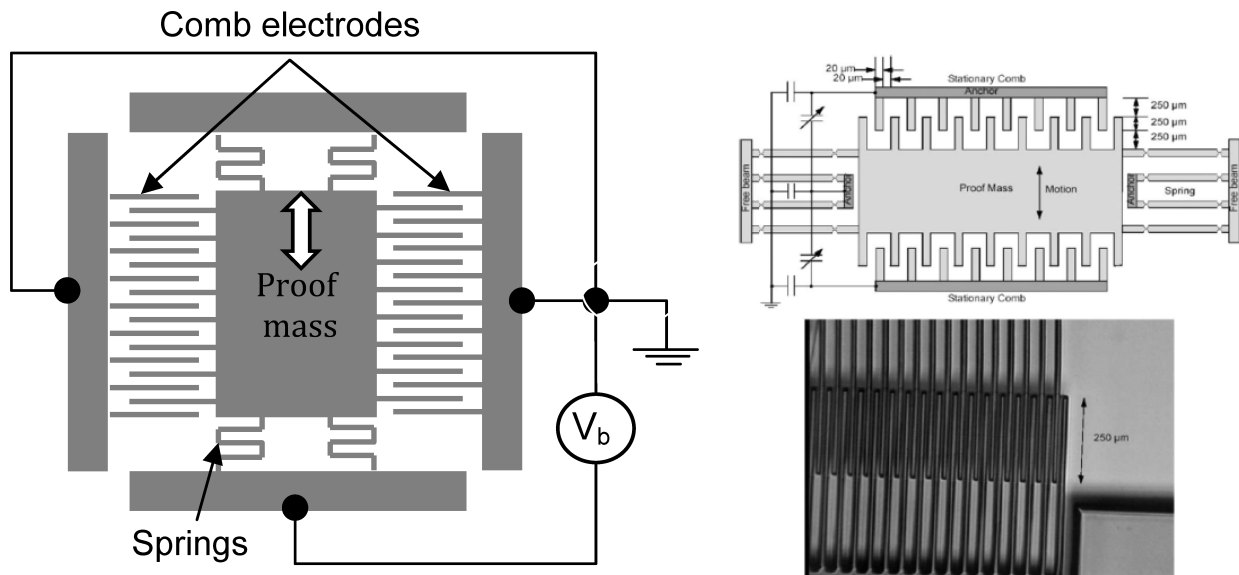 Comb electrodes
Proof
mass
Vb
Springs
20 µm
20 µm
Stationary Comb
Anchor
250 µm
250 µm
250 µm
Free beam
Anchor
Proof Mass
Motion
Anchor
Spring
Free beam
Stationary Comb
250 µm